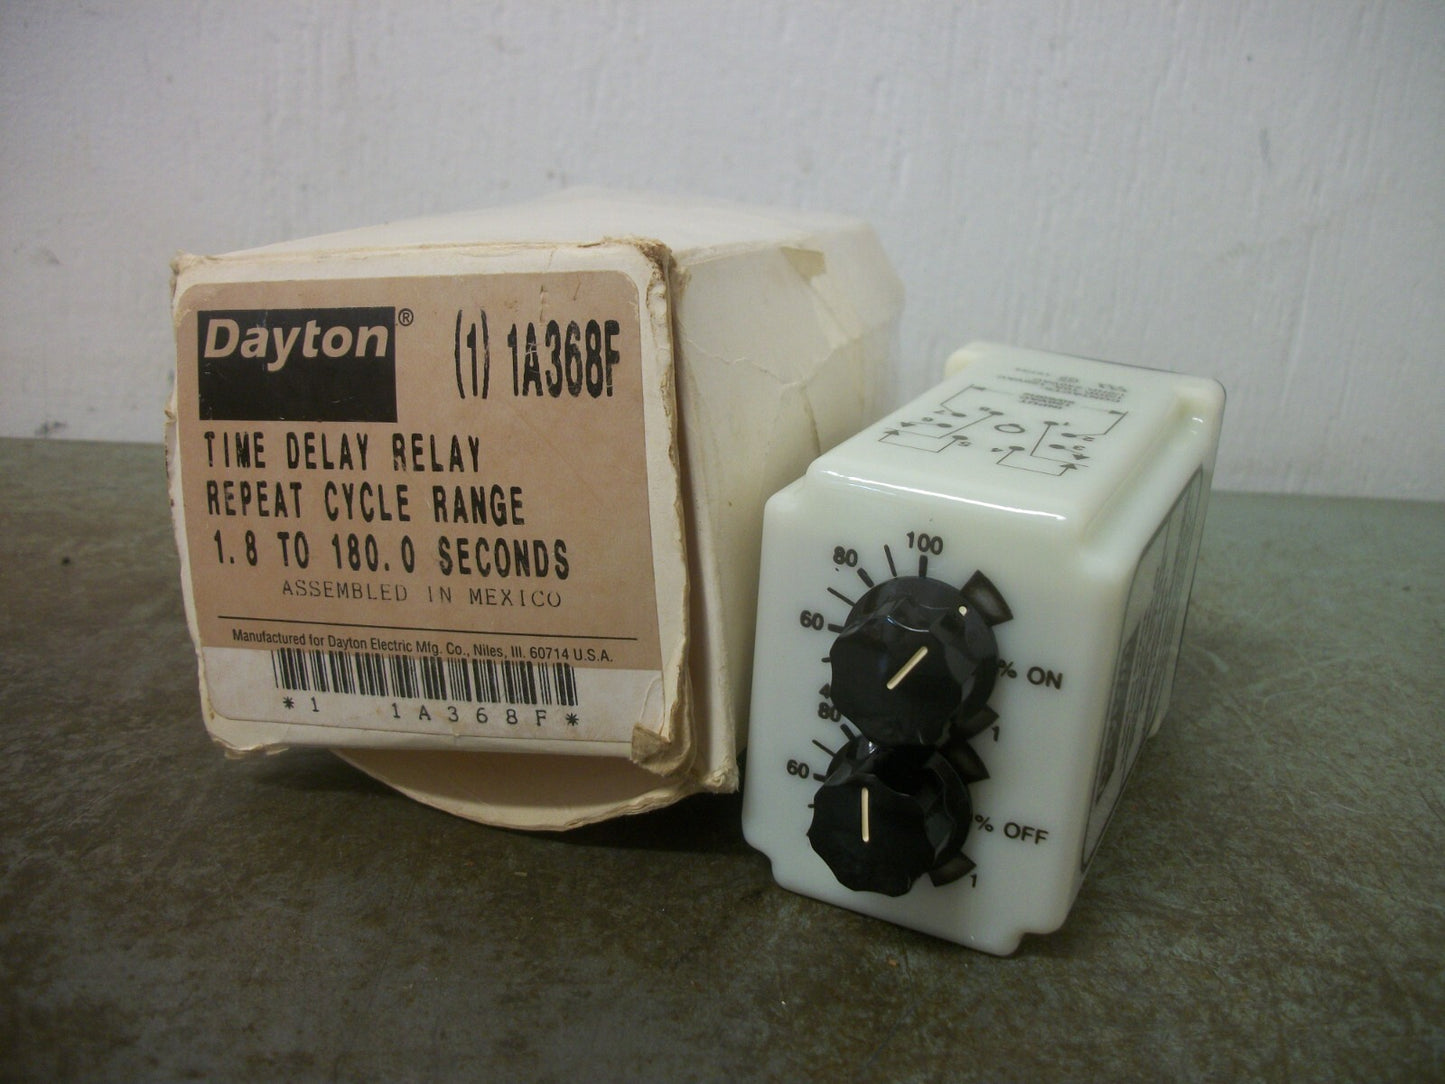 Dayton®
(1) 1A368F
TIME DELAY RELAY
REPEAT CYCLE RANGE
1.8 TO 180.0 SECONDS
ASSEMBLED IN MEXICO
Manufactured for Dayton Electric Mfg. Co., Niles, Ill. 60714 U.S.A.
*1 1A368F*
100
80
60
% ON
1
80
60
% OFF
1